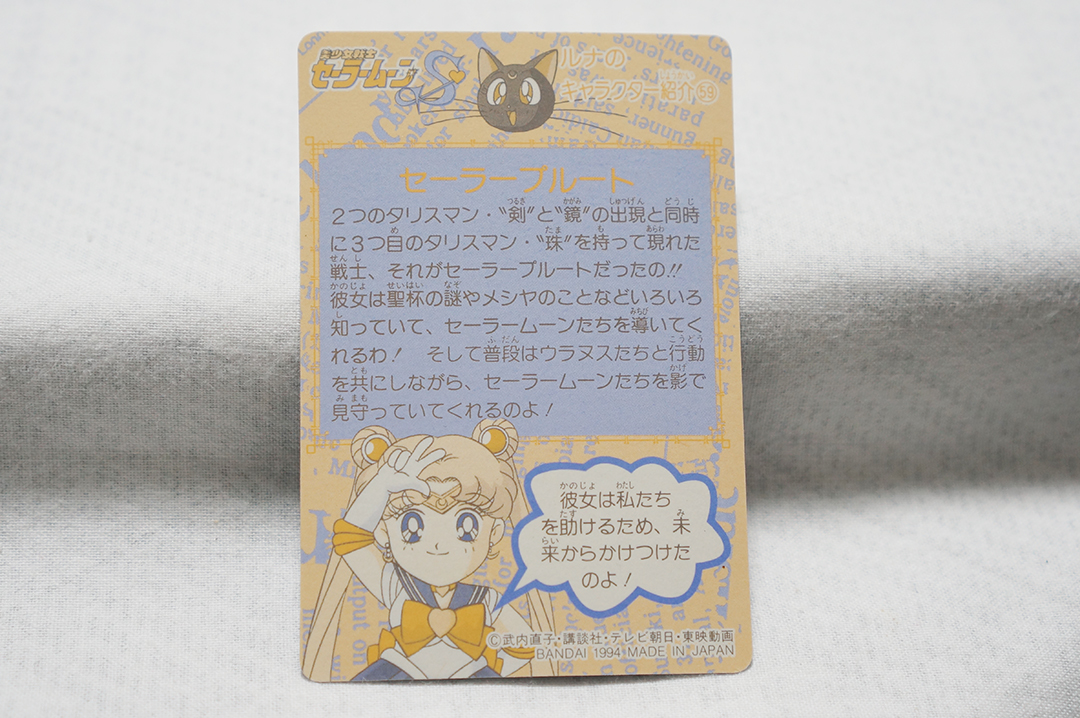 美少女戦士
セーラームーンS
ルナの
キャラクター紹介59
セーラープルート
2つのタリスマン・〝剣〟と〝鏡〟の出現と同時
に3つ目のタリスマン・〝珠〟を持って現れた
戦士、それがセーラープルートだったの!!
彼女は聖杯の謎やメシヤのことなどいろいろ
知っていて、セーラームーンたちを導いてく
れるわ! そして普段はウラヌスたちと行動
を共にしながら、セーラームーンたちを影で
見守っていてくれるのよ!
彼女は私たち
を助けるため、未
来からかけつけた
のよ!
©武内直子・講談社・テレビ朝日・東映動画
BANDAI 1994 MADE IN JAPAN